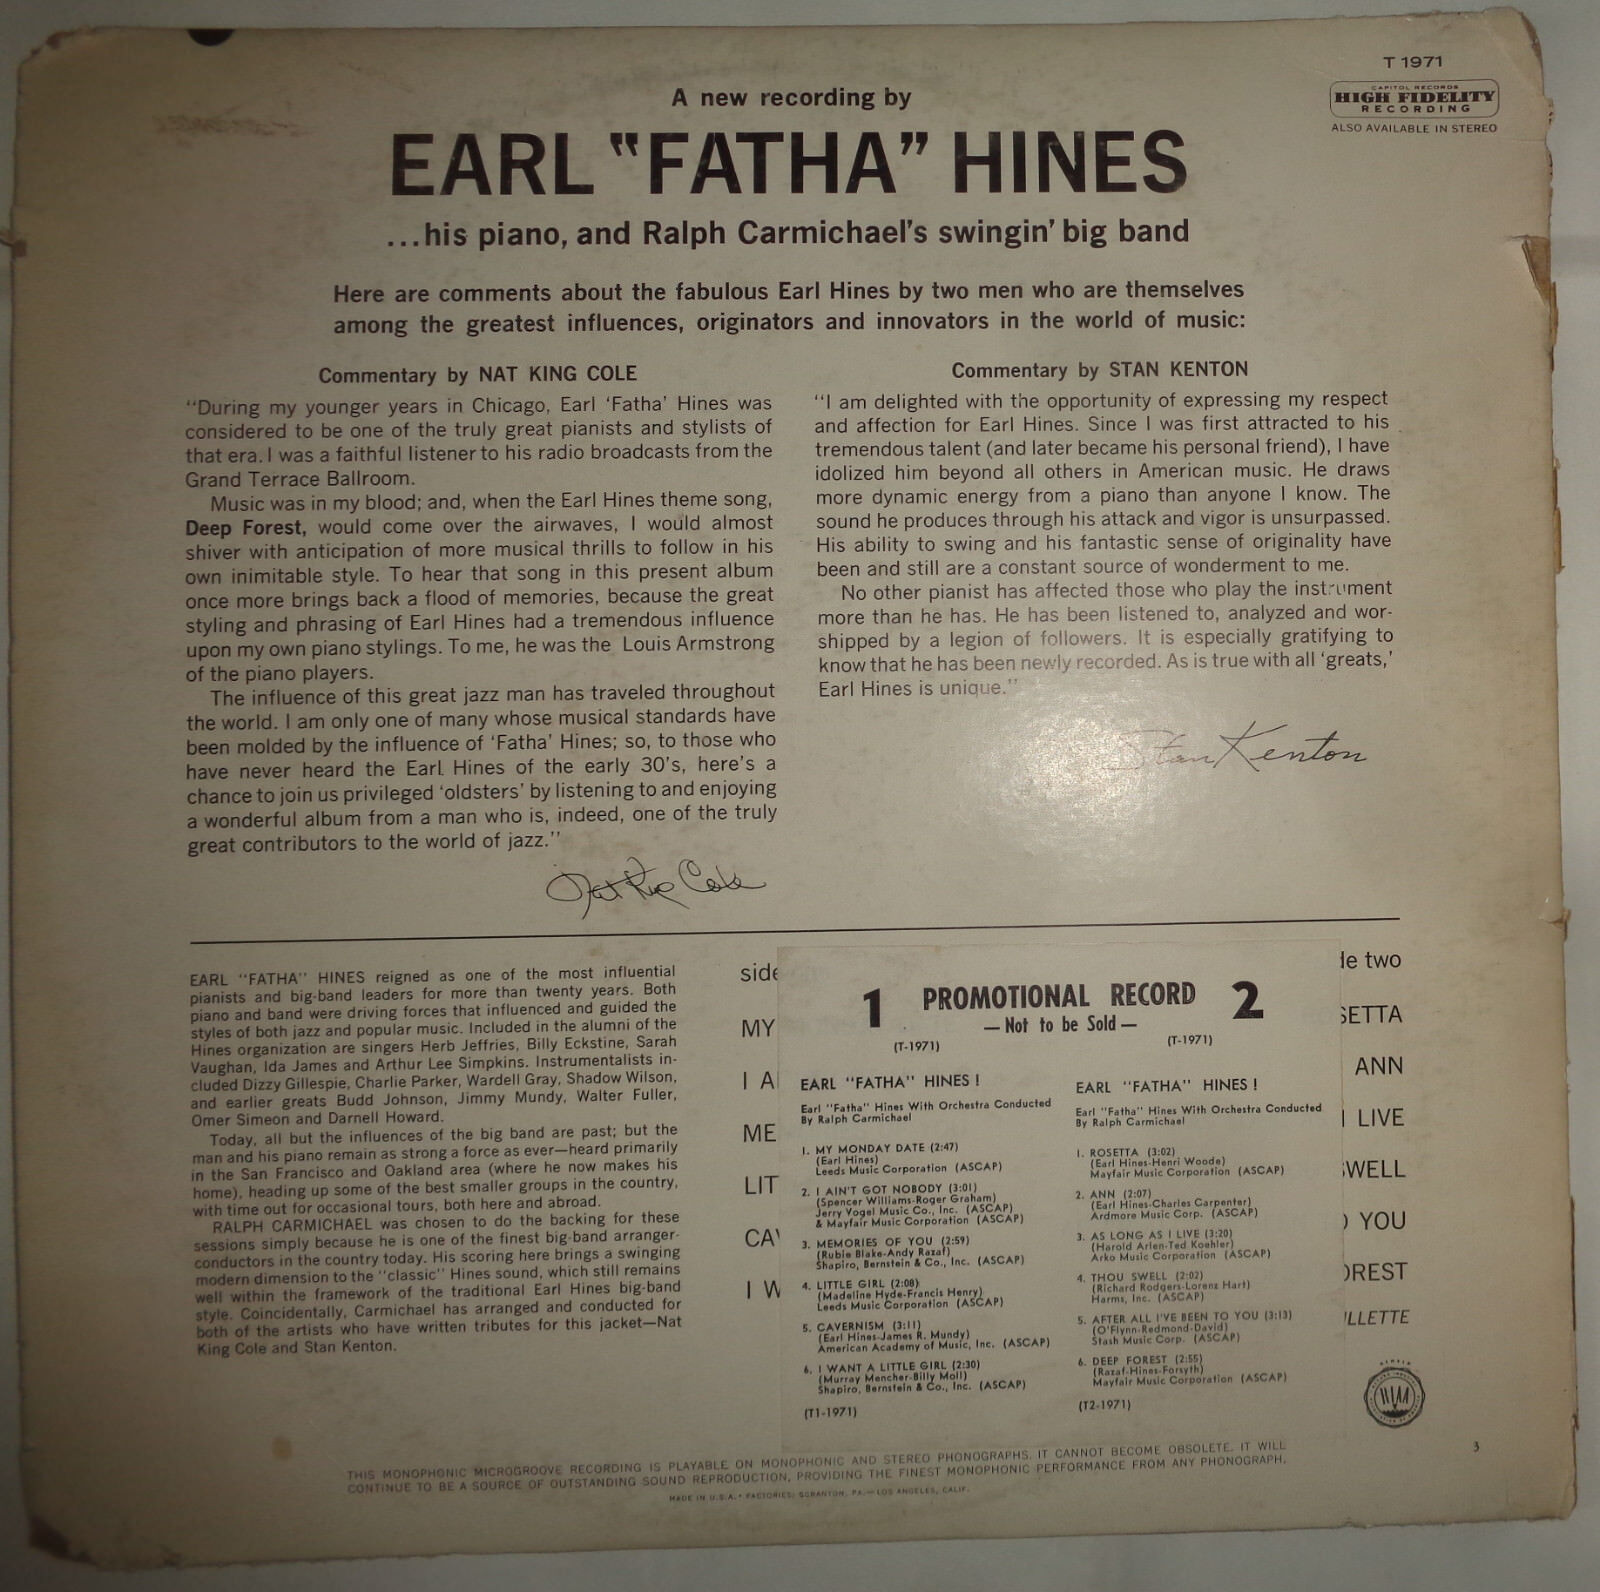 T 1971
CAPITOL RECORDS
HIGH FIDELITY
RECORDING
ALSO AVAILABLE IN STEREO
A new recording by
EARL "FATHA" HINES
...his piano, and Ralph Carmichael's swingin' big band
Here are comments about the fabulous Earl Hines by two men who are themselves
among the greatest influences, originators and innovators in the world of music:
Commentary by NAT KING COLE
"During my younger years in Chicago, Earl 'Fatha' Hines was
considered to be one of the truly great pianists and stylists of
that era. I was a faithful listener to his radio broadcasts from the
Grand Terrace Ballroom.
Music was in my blood; and, when the Earl Hines theme song,
Deep Forest, would come over the airwaves, I would almost
shiver with anticipation of more musical thrills to follow in his
own inimitable style. To hear that song in this present album
once more brings back a flood of memories, because the great
styling and phrasing of Earl Hines had a tremendous influence
upon my own piano stylings. To me, he was the Louis Armstrong
of the piano players.
The influence of this great jazz man has traveled throughout
the world. I am only one of many whose musical standards have
been molded by the influence of 'Fatha' Hines; so, to those who
have never heard the Earl Hines of the early 30's, here's a
chance to join us privileged 'oldsters' by listening to and enjoying
a wonderful album from a man who is, indeed, one of the truly
great contributors to the world of jazz."
Nat King Cole
Commentary by STAN KENTON
"I am delighted with the opportunity of expressing my respect
and affection for Earl Hines. Since I was first attracted to his
tremendous talent (and later became his personal friend), I have
idolized him beyond all others in American music. He draws
more dynamic energy from a piano than anyone I know. The
sound he produces through his attack and vigor is unsurpassed.
His ability to swing and his fantastic sense of originality have
been and still are a constant source of wonderment to me.
No other pianist has affected those who play the instrument
more than he has. He has been listened to, analyzed and wor-
shipped by a legion of followers. It is especially gratifying to
know that he has been newly recorded. As is true with all 'greats,'
Earl Hines is unique."
Stan Kenton
EARL "FATHA" HINES reigned as one of the most influential
pianists and big-band leaders for more than twenty years. Both
piano and band were driving forces that influenced and guided the
styles of both jazz and popular music. Included in the alumni of the
Hines organization are singers Herb Jeffries, Billy Eckstine, Sarah
Vaughan, Ida James and Arthur Lee Simpkins. Instrumentalists in-
cluded Dizzy Gillespie, Charlie Parker, Wardell Gray, Shadow Wilson,
and earlier greats Budd Johnson, Jimmy Mundy, Walter Fuller,
Omer Simeon and Darnell Howard.
Today, all but the influences of the big band are past; but the
man and his piano remain as strong a force as ever—heard primarily
in the San Francisco and Oakland area (where he now makes his
home), heading up some of the best smaller groups in the country,
with time out for occasional tours, both here and abroad.
RALPH CARMICHAEL was chosen to do the backing for these
sessions simply because he is one of the finest big-band arranger-
conductors in the country today. His scoring here brings a swinging
modern dimension to the "classic" Hines sound, which still remains
well within the framework of the traditional Earl Hines big-band
style. Coincidentally, Carmichael has arranged and conducted for
both of the artists who have written tributes for this jacket—Nat
King Cole and Stan Kenton.
side
MY
I A
ME
LIT
CA
I W
1 PROMOTIONAL RECORD 2
— Not to be Sold —
(T-1971)
(T-1971)
EARL "FATHA" HINES !
Earl "Fatha" Hines With Orchestra Conducted
By Ralph Carmichael
1. MY MONDAY DATE (2:47)
(Earl Hines)
Leeds Music Corporation (ASCAP)
2. I AIN'T GOT NOBODY (3:01)
(Spencer Williams-Roger Graham)
Jerry Vogel Music Co., Inc. (ASCAP)
& Mayfair Music Corporation (ASCAP)
3. MEMORIES OF YOU (2:59)
(Rubie Blake-Andy Razaf)
Shapiro, Bernstein & Co., Inc. (ASCAP)
4. LITTLE GIRL (2:08)
(Madeline Hyde-Francis Henry)
Leeds Music Corporation (ASCAP)
5. CAVERNISM (3:11)
(Earl Hines-James R. Mundy)
American Academy of Music, Inc. (ASCAP)
6. I WANT A LITTLE GIRL (2:30)
(Murray Mencher-Billy Moll)
Shapiro, Bernstein & Co., Inc. (ASCAP)
(T1-1971)
EARL "FATHA" HINES !
Earl "Fatha" Hines With Orchestra Conducted
By Ralph Carmichael
1. ROSETTA (3:02)
(Earl Hines-Henri Woode)
Mayfair Music Corporation (ASCAP)
2. ANN (2:07)
(Earl Hines-Charles Carpenter)
Ardmore Music Corp. (ASCAP)
3. AS LONG AS I LIVE (3:20)
(Harold Arlen-Ted Koehler)
Arko Music Corporation (ASCAP)
4. THOU SWELL (2:02)
(Richard Rodgers-Lorenz Hart)
Harms, Inc. (ASCAP)
5. AFTER ALL I'VE BEEN TO YOU (3:13)
(O'Flynn-Redmond-David)
Stash Music Corp. (ASCAP)
6. DEEP FOREST (2:55)
(Razaf-Hines-Forsyth)
Mayfair Music Corporation (ASCAP)
(T2-1971)
de two
SETTA
ANN
I LIVE
SWELL
O YOU
OREST
ILLETTE
RIAA
3
THIS MONOPHONIC MICROGROOVE RECORDING IS PLAYABLE ON MONOPHONIC AND STEREO PHONOGRAPHS. IT CANNOT BECOME OBSOLETE. IT WILL
CONTINUE TO BE A SOURCE OF OUTSTANDING SOUND REPRODUCTION, PROVIDING THE FINEST MONOPHONIC PERFORMANCE FROM ANY PHONOGRAPH.
MADE IN U.S.A. • FACTORIES: SCRANTON, PA.—LOS ANGELES, CALIF.